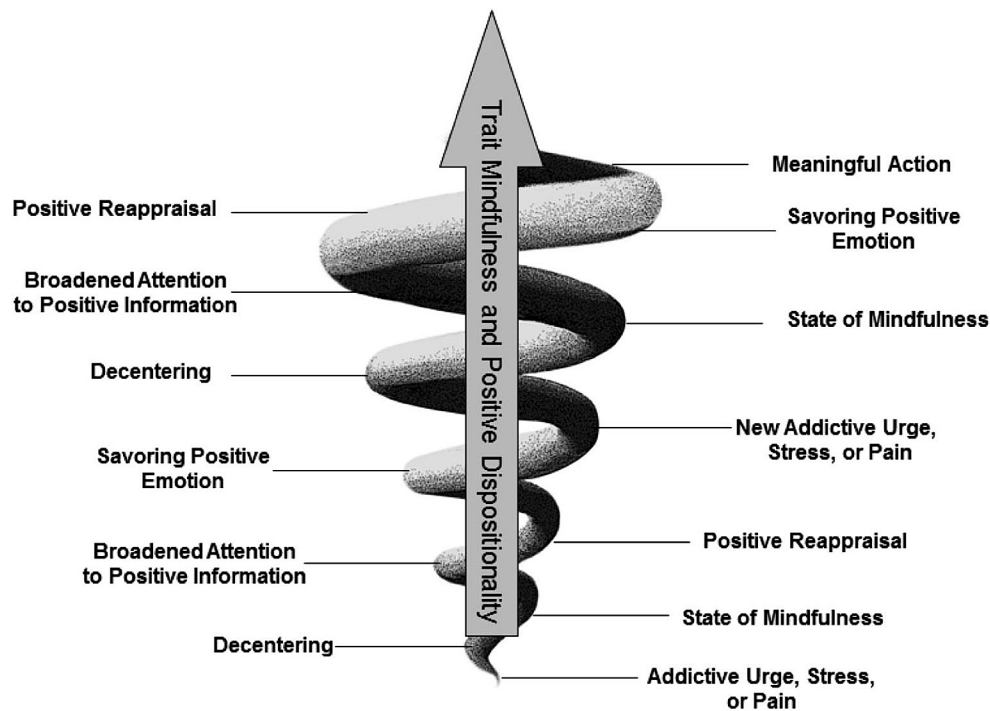 Trait Mindfulness and Positive Dispositionality
Meaningful Action
Positive Reappraisal
Savoring Positive
Emotion
Broadened Attention
to Positive Information
State of Mindfulness
Decentering
New Addictive Urge,
Stress, or Pain
Savoring Positive
Emotion
Positive Reappraisal
Broadened Attention
to Positive Information
State of Mindfulness
Decentering
Addictive Urge, Stress,
or Pain